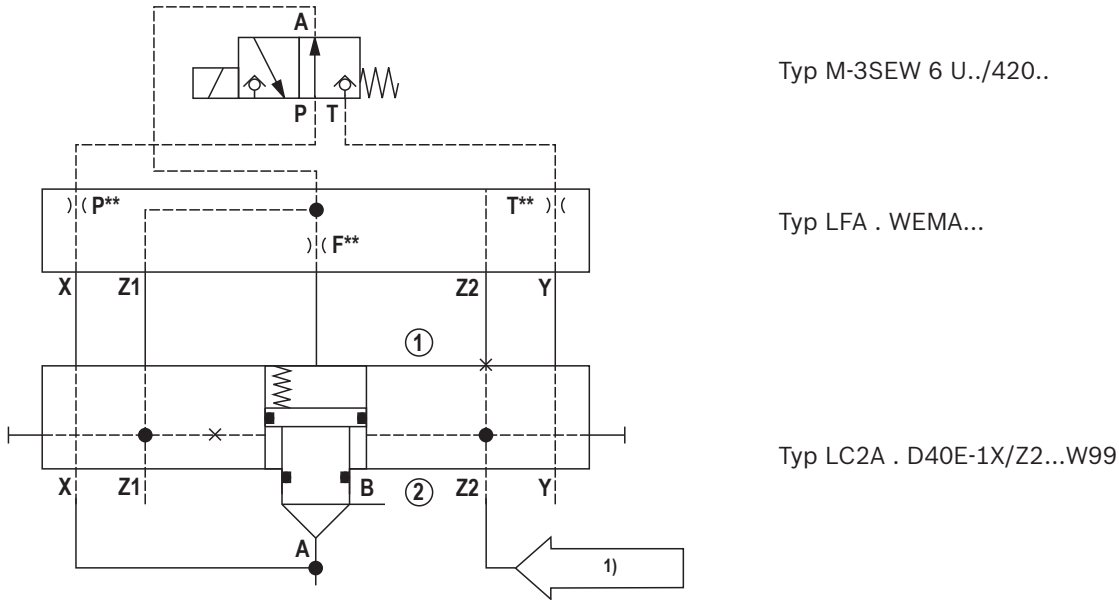 A
P T
Typ M-3SEW 6 U../420..
P** T**
F**
Typ LFA . WEMA...
X Z1 Z2 Y
1
Typ LC2A . D40E-1X/Z2...W99
X Z1 B 2 Z2 Y
A
1)